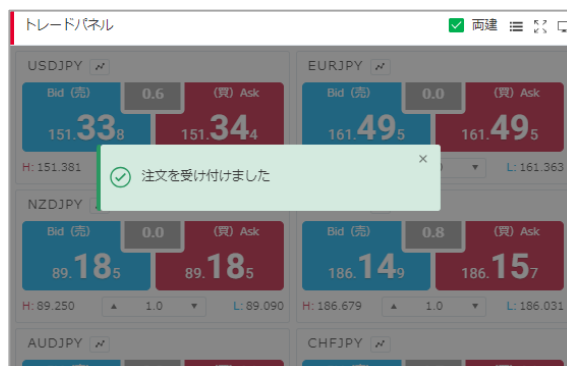 トレードパネル 両建
USDJPY EURJPY
Bid (売) 0.6 (買) Ask Bid (売) 0.0 (買) Ask
151.338 151.344 161.495 161.495
H: 151.381 L: 161.363
注文を受け付けました ×
NZDJPY
Bid (売) 0.0 (買) Ask Bid (売) 0.8 (買) Ask
89.185 89.185 186.149 186.157
H: 89.250 1.0 L: 89.090 H: 186.679 1.0 L: 186.031
AUDJPY CHFJPY